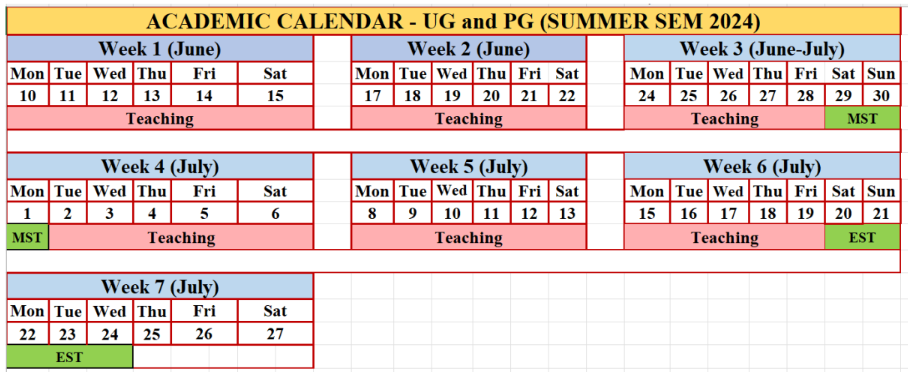 ACADEMIC CALENDAR - UG and PG (SUMMER SEM 2024)
Week 1 (June) Week 2 (June) Week 3 (June-July)
Mon Tue Wed Thu Fri Sat Mon Tue Wed Thu Fri Sat Mon Tue Wed Thu Fri Sat Sun
10 11 12 13 14 15 17 18 19 20 21 22 24 25 26 27 28 29 30
Teaching Teaching Teaching MST
Week 4 (July) Week 5 (July) Week 6 (July)
Mon Tue Wed Thu Fri Sat Mon Tue Wed Thu Fri Sat Mon Tue Wed Thu Fri Sat Sun
1 2 3 4 5 6 8 9 10 11 12 13 15 16 17 18 19 20 21
MST Teaching Teaching Teaching EST
Week 7 (July)
Mon Tue Wed Thu Fri Sat
22 23 24 25 26 27
EST